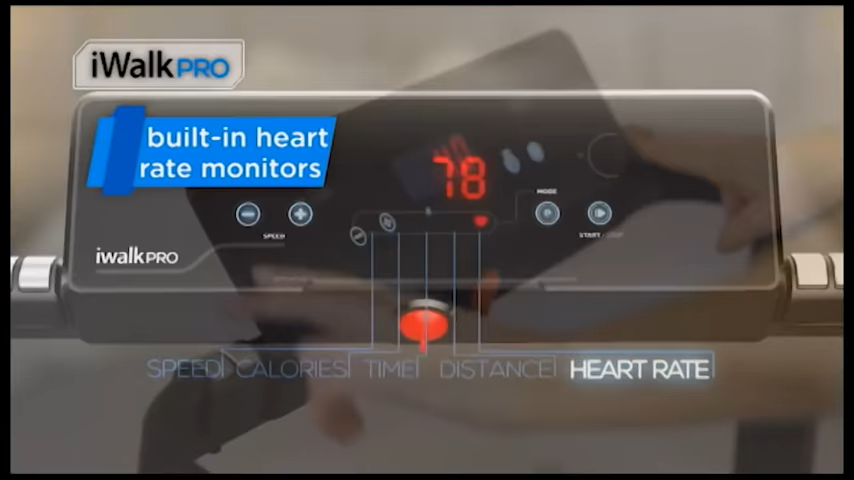 iWalkPRO
built-in heart
rate monitors
78
MODE
SPEED
START
iwalkPRO
SPEED CALORIES TIME DISTANCE HEART RATE